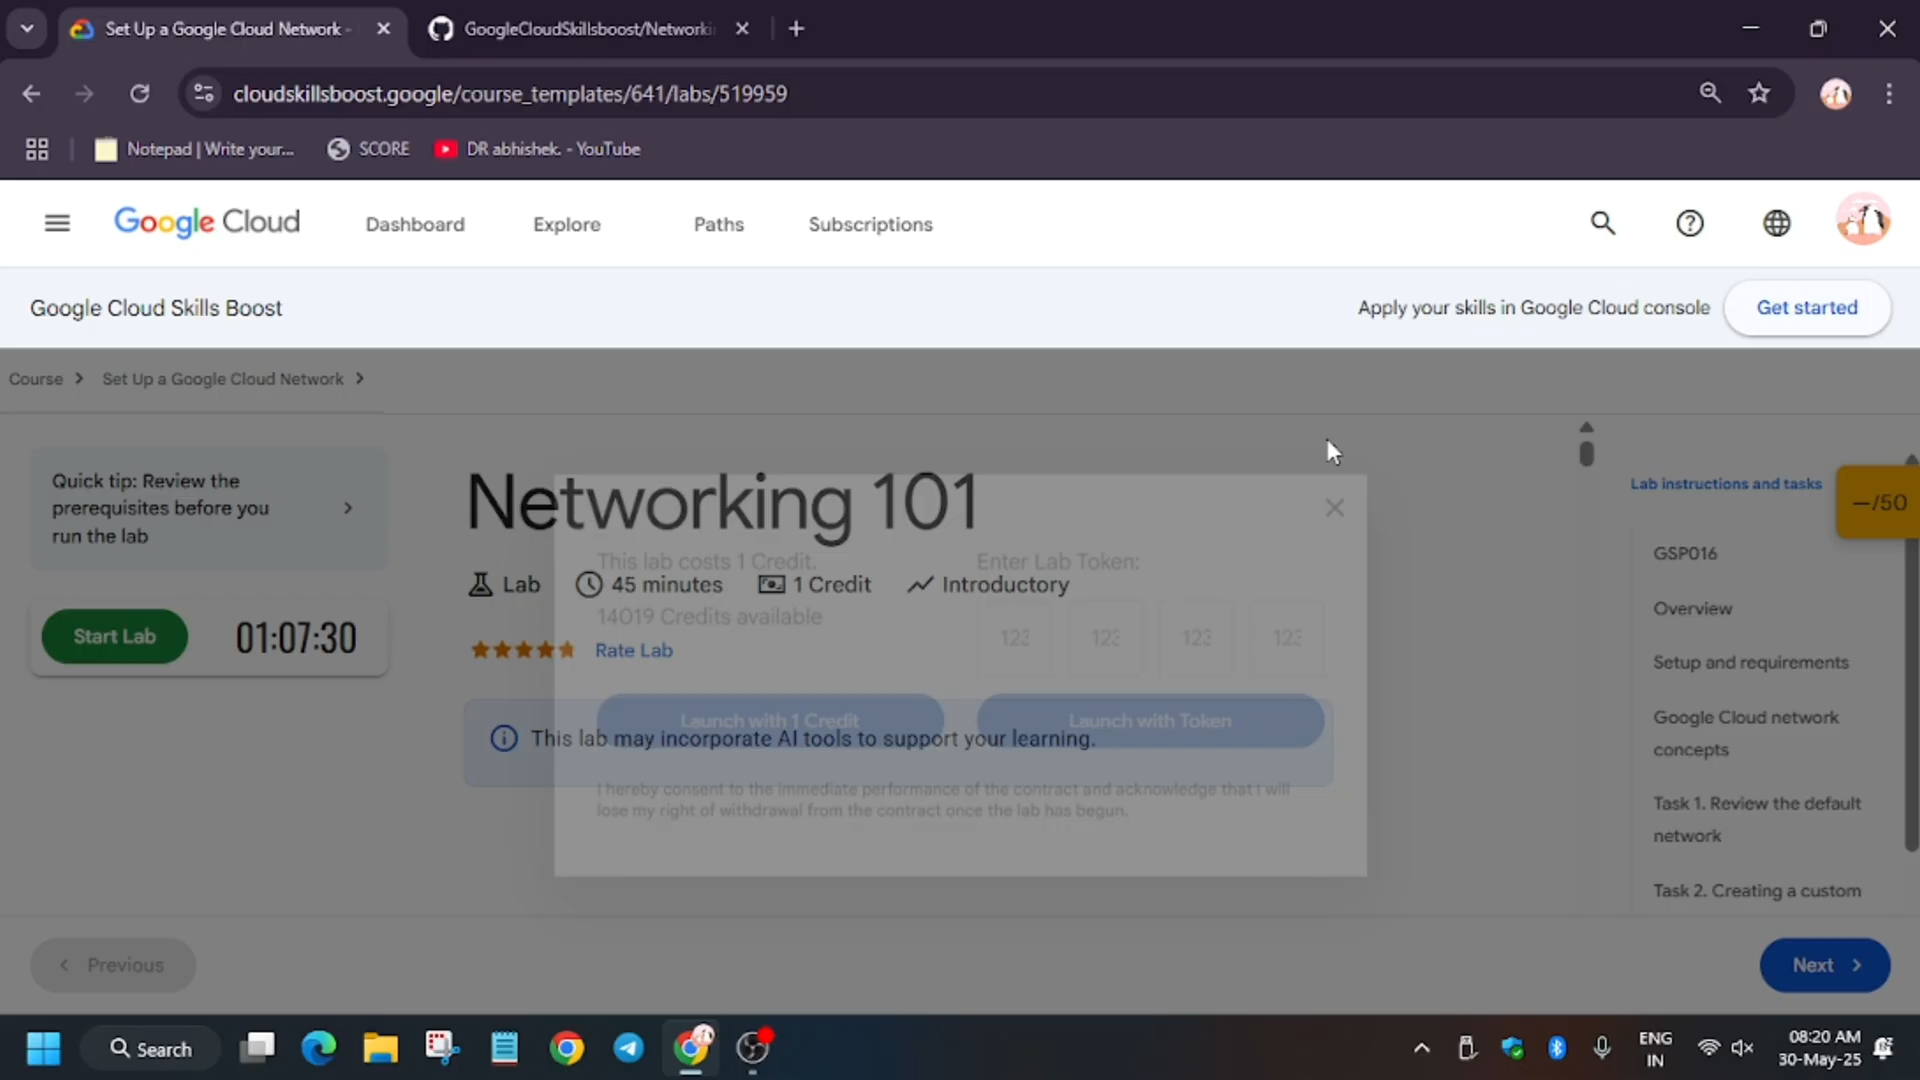 Set Up a Google Cloud Network -
GoogleCloudSkillsboost/Networki
cloudskillsboost.google/course_templates/641/labs/519959
Notepad | Write your...
SCORE
DR abhishek. - YouTube
Google Cloud
Dashboard
Explore
Paths
Subscriptions
Google Cloud Skills Boost
Apply your skills in Google Cloud console
Get started
Course
Set Up a Google Cloud Network
Quick tip: Review the
prerequisites before you
run the lab
Start Lab
01:07:30
Networking 101
This lab costs 1 Credit.
Enter Lab Token:
Lab
45 minutes
1 Credit
Introductory
14019 Credits available
123
123
123
123
Rate Lab
Launch with 1 Credit
Launch with Token
This lab may incorporate AI tools to support your learning.
I hereby consent to the immediate performance of the contract and acknowledge that I will
lose my right of withdrawal from the contract once the lab has begun.
Lab instructions and tasks
—/50
GSP016
Overview
Setup and requirements
Google Cloud network
concepts
Task 1. Review the default
network
Task 2. Creating a custom
Previous
Next
Search
ENG
IN
08:20 AM
30-May-25